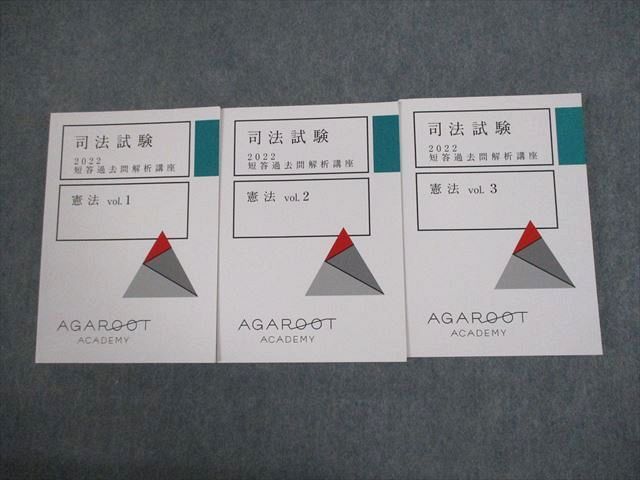 司法試験
2022
短答過去問解析講座
憲法 vol.1
AGAROOT
ACADEMY
司法試験
2022
短答過去問解析講座
憲法 vol.2
AGAROOT
ACADEMY
司法試験
2022
短答過去問解析講座
憲法 vol.3
AGAROOT
ACADEMY